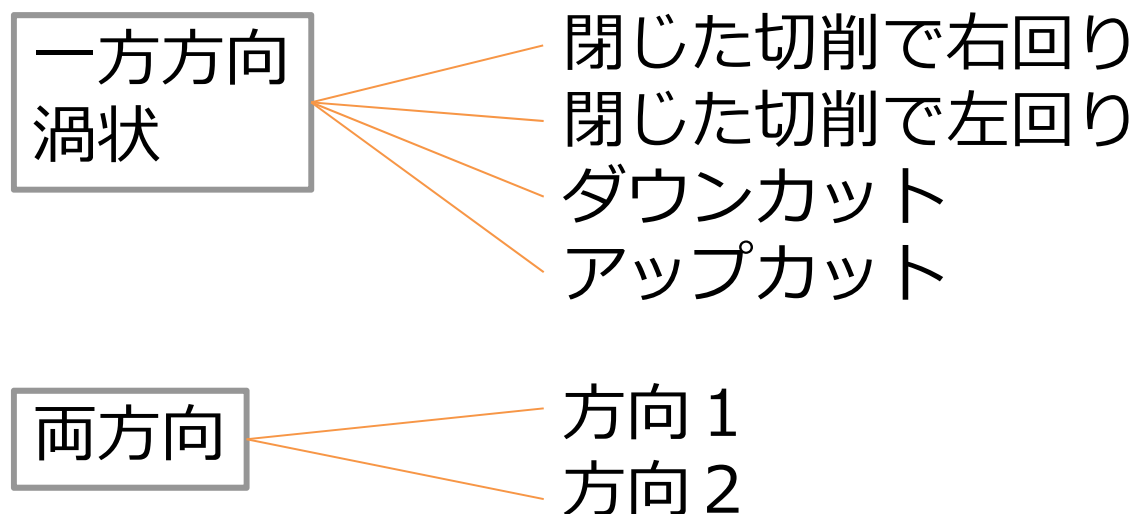 一方方向
渦状
閉じた切削で右回り
閉じた切削で左回り
ダウンカット
アップカット
両方向
方向１
方向２